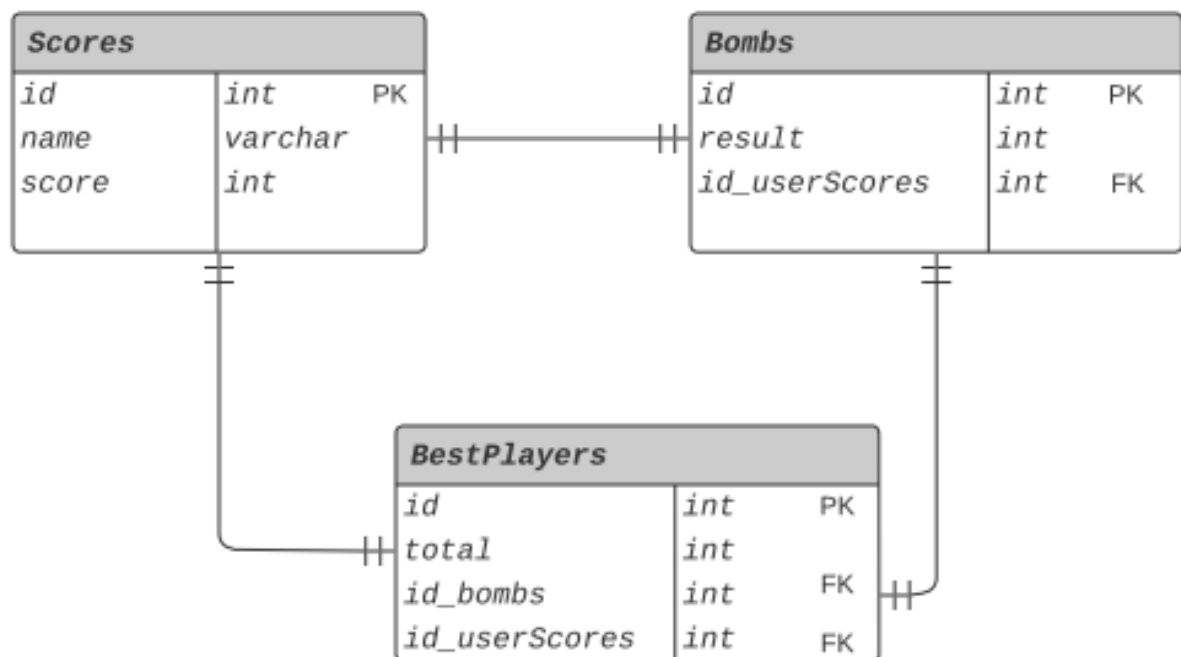 Scores
id int PK
name varchar
score int
Bombs
id int PK
result int
id_userScores int FK
BestPlayers
id int PK
total int
id_bombs int FK
id_userScores int FK